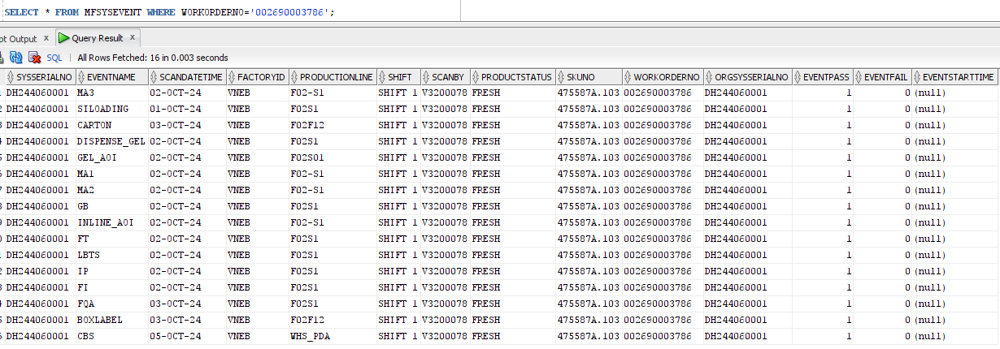 SELECT * FROM MFSYSEVENT WHERE WORKORDERNO='002690003786';
pt Output x Query Result x
SQL | All Rows Fetched: 16 in 0.003 seconds
SYSSERIALNO EVENTNAME SCANDATETIME FACTORYID PRODUCTIONLINE SHIFT SCANBY PRODUCTSTATUS SKUNO WORKORDERNO ORGSYSSERIALNO EVENTPASS EVENTFAIL EVENTSTARTTIME
1 DH244060001 MA3 02-OCT-24 VNEB F02-S1 SHIFT 1 V3200078 FRESH 475587A.103 002690003786 DH244060001 1 0 (null)
2 DH244060001 SILOADING 01-OCT-24 VNEB F02S1 SHIFT 1 V3200078 FRESH 475587A.103 002690003786 DH244060001 1 0 (null)
3 DH244060001 CARTON 03-OCT-24 VNEB F02F12 SHIFT 1 V3200078 FRESH 475587A.103 002690003786 DH244060001 1 0 (null)
4 DH244060001 DISPENSE_GEL 02-OCT-24 VNEB F02S1 SHIFT 1 V3200078 FRESH 475587A.103 002690003786 DH244060001 1 0 (null)
5 DH244060001 GEL_AOI 02-OCT-24 VNEB F02S01 SHIFT 1 V3200078 FRESH 475587A.103 002690003786 DH244060001 1 0 (null)
6 DH244060001 MA1 02-OCT-24 VNEB F02-S1 SHIFT 1 V3200078 FRESH 475587A.103 002690003786 DH244060001 1 0 (null)
7 DH244060001 MA2 02-OCT-24 VNEB F02-S1 SHIFT 1 V3200078 FRESH 475587A.103 002690003786 DH244060001 1 0 (null)
8 DH244060001 GB 02-OCT-24 VNEB F02S1 SHIFT 1 V3200078 FRESH 475587A.103 002690003786 DH244060001 1 0 (null)
9 DH244060001 INLINE_AOI 02-OCT-24 VNEB F02-S1 SHIFT 1 V3200078 FRESH 475587A.103 002690003786 DH244060001 1 0 (null)
0 DH244060001 FT 02-OCT-24 VNEB F02S1 SHIFT 1 V3200078 FRESH 475587A.103 002690003786 DH244060001 1 0 (null)
1 DH244060001 LBTS 02-OCT-24 VNEB F02S1 SHIFT 1 V3200078 FRESH 475587A.103 002690003786 DH244060001 1 0 (null)
2 DH244060001 IP 02-OCT-24 VNEB F02S1 SHIFT 1 V3200078 FRESH 475587A.103 002690003786 DH244060001 1 0 (null)
3 DH244060001 FI 03-OCT-24 VNEB F02S1 SHIFT 1 V3200078 FRESH 475587A.103 002690003786 DH244060001 1 0 (null)
4 DH244060001 FQA 03-OCT-24 VNEB F02S1 SHIFT 1 V3200078 FRESH 475587A.103 002690003786 DH244060001 1 0 (null)
5 DH244060001 BOXLABEL 03-OCT-24 VNEB F02F12 SHIFT 1 V3200078 FRESH 475587A.103 002690003786 DH244060001 1 0 (null)
6 DH244060001 CBS 05-OCT-24 VNEB WHS_PDA SHIFT 1 V3200078 FRESH 475587A.103 002690003786 DH244060001 1 0 (null)